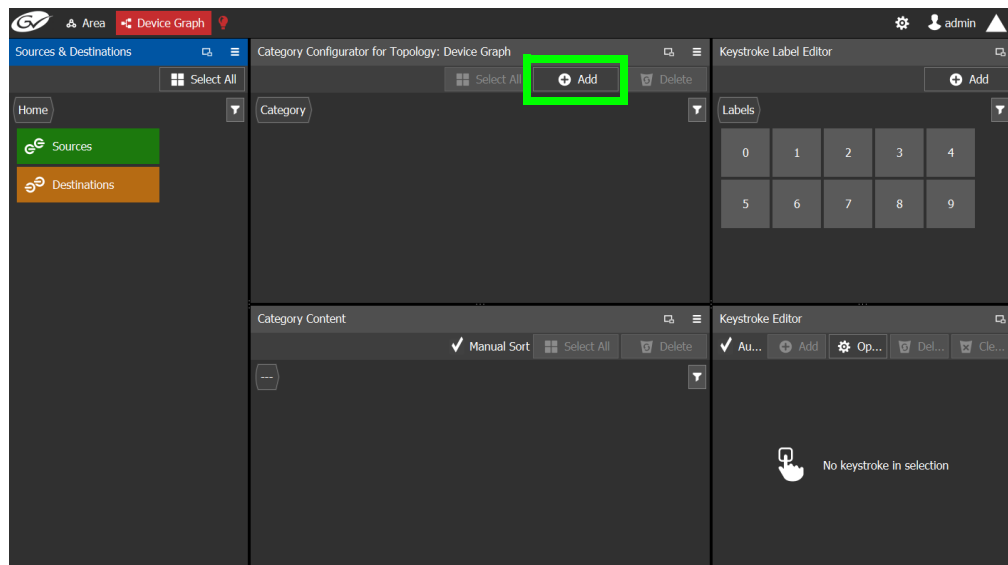 GV Area Device Graph admin
Sources & Destinations
Select All
Home
Sources
Destinations
Category Configurator for Topology: Device Graph
Select All Add Delete
Category
Keystroke Label Editor
Add
Labels
0 1 2 3 4
5 6 7 8 9
Category Content
Manual Sort Select All Delete
---
Keystroke Editor
Au... Add Op... Del... Cle...
No keystroke in selection